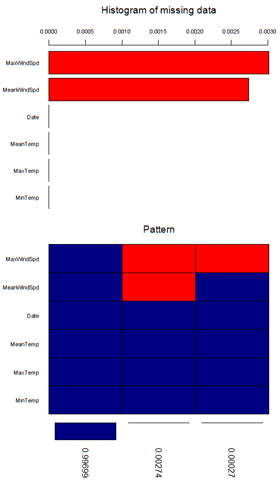 Histogram of missing data
0.0000 0.0005 0.0010 0.0015 0.0020 0.0025 0.0030
MaxWindSpd
MeanWindSpd
Date
MeanTemp
MaxTemp
MinTemp
Pattern
MaxWindSpd
MeanWindSpd
Date
MeanTemp
MaxTemp
MinTemp
0.99699
0.00274
0.00027